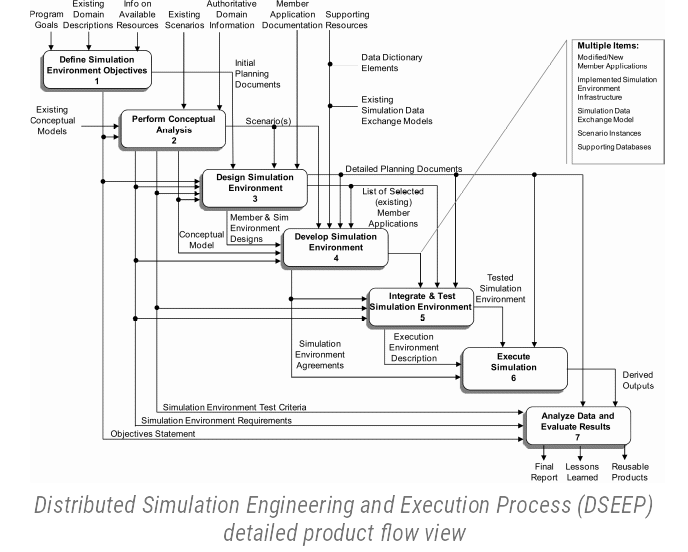 Program
Goals
Existing
Domain
Descriptions
Info on
Available
Resources
Existing
Scenarios
Authoritative
Domain
Information
Member
Application
Documentation
Supporting
Resources
Define Simulation
Environment Objectives
1
Initial
Planning
Documents
Data Dictionary
Elements
Existing
Simulation Data
Exchange Models
Multiple Items:
Modified/New
Member Applications
Implemented Simulation
Environment
Infrastructure
Simulation Data
Exchange Model
Scenario Instances
Supporting Databases
Existing
Conceptual
Models
Perform Conceptual
Analysis
2
Scenario(s)
Detailed Planning Documents
Design Simulation
Environment
3
List of Selected
(existing)
Member
Applications
Member & Sim
Environment
Designs
Conceptual
Model
Develop Simulation
Environment
4
Tested
Simulation
Environment
Integrate & Test
Simulation Environment
5
Simulation
Environment
Agreements
Execution
Environment
Description
Execute
Simulation
6
Derived
Outputs
Simulation Environment Test Criteria
Simulation Environment Requirements
Objectives Statement
Analyze Data and
Evaluate Results
7
Final
Report
Lessons
Learned
Reusable
Products
Distributed Simulation Engineering and Execution Process (DSEEP)
detailed product flow view